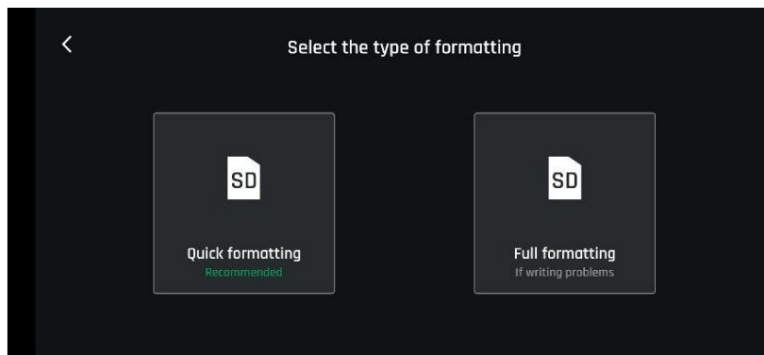 Select the type of formatting
SD
Quick formatting
Recommended
SD
Full formatting
If writing problems